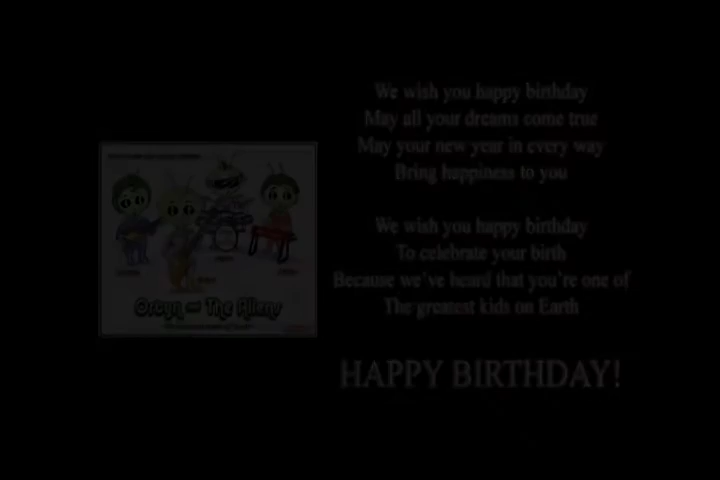 We wish you happy birthday
May all your dreams come true
May your new year in every way
Bring happiness to you
We wish you happy birthday
To celebrate your birth
Because we've heard that you're one of
The greatest kids on Earth
HAPPY BIRTHDAY!
The Aliens